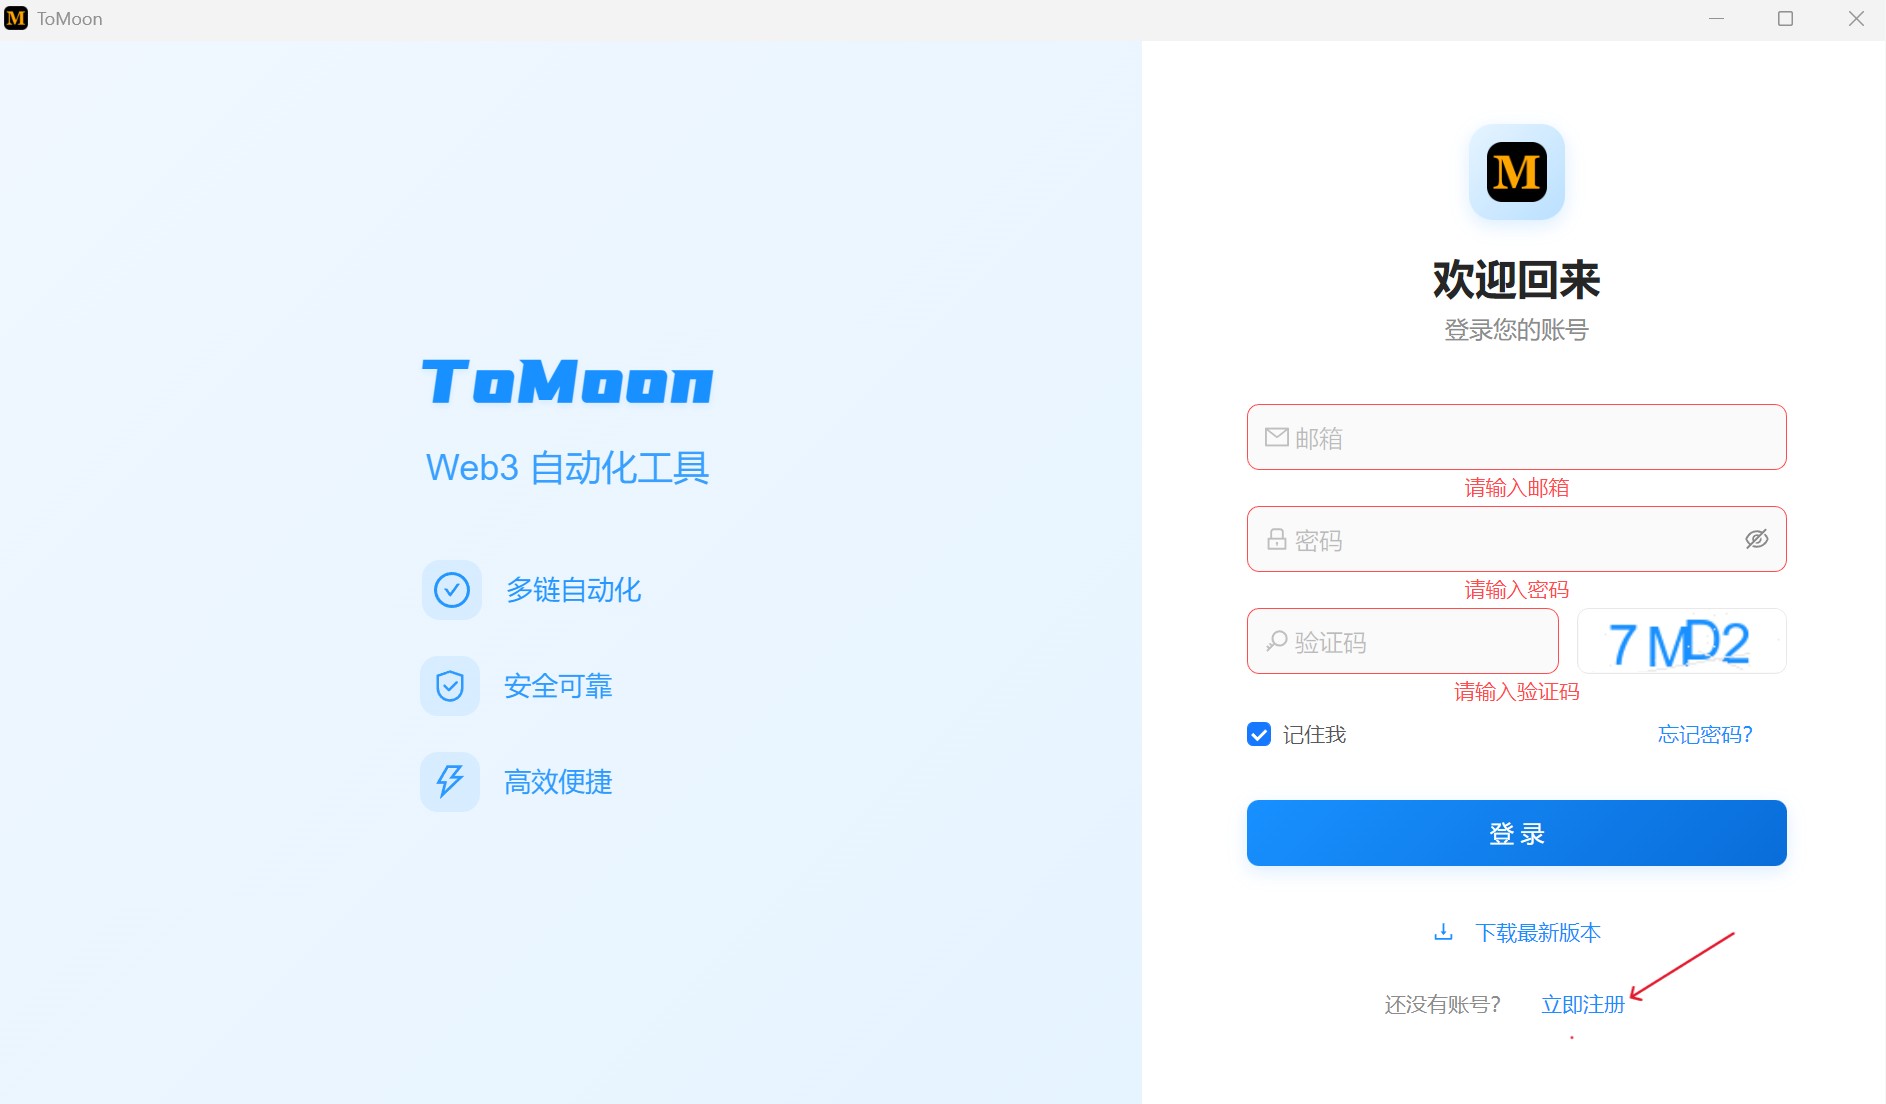 M ToMoon
ToMoon
Web3 自动化工具
多链自动化
安全可靠
高效便捷
M
欢迎回来
登录您的账号
邮箱
请输入邮箱
密码
请输入密码
验证码
7MD2
请输入验证码
记住我
忘记密码?
登 录
下载最新版本
还没有账号? 立即注册